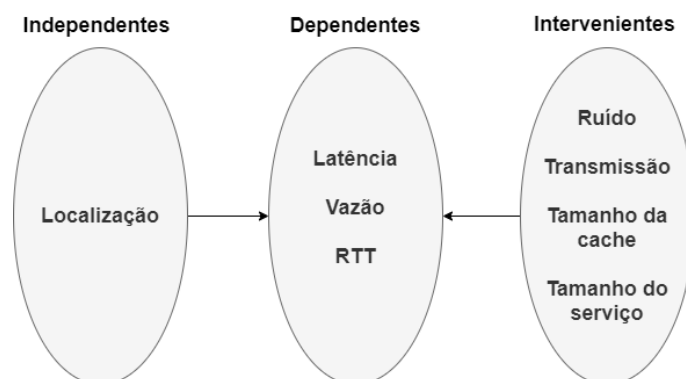 Independentes
Dependentes
Intervenientes
Localização
Latência
Vazão
RTT
Ruído
Transmissão
Tamanho da
cache
Tamanho do
serviço